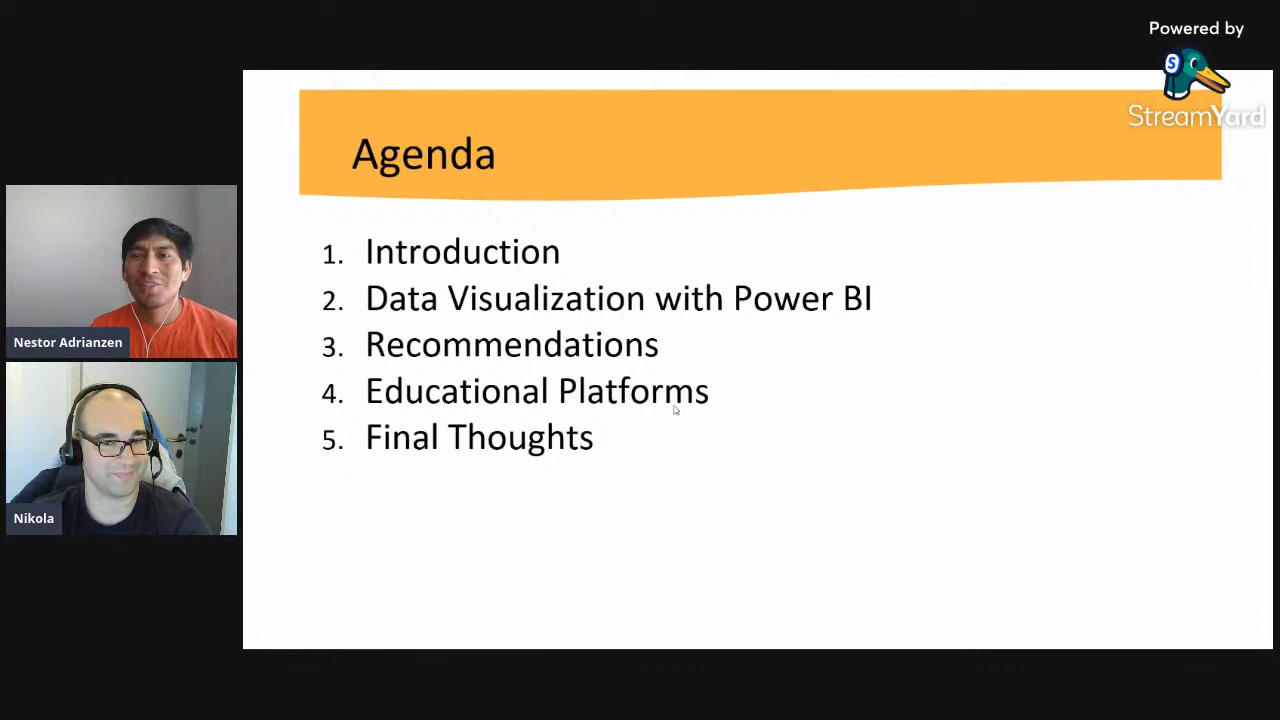 Powered by
StreamYard
Agenda
1. Introduction
2. Data Visualization with Power BI
3. Recommendations
4. Educational Platforms
5. Final Thoughts
Nestor Adrianzen
Nikola